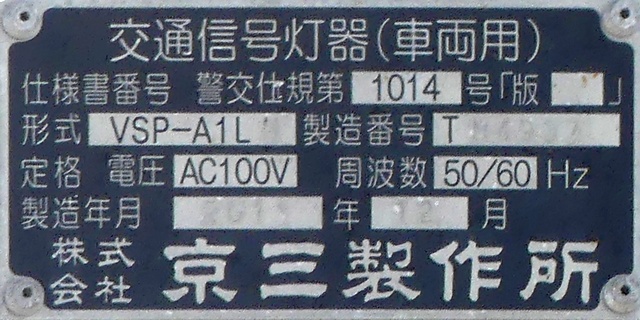 交通信号灯器(車両用)
仕様書番号 警交仕規第 1014 号「版 」
形式 VSP-A1L 製造番号 T
定格 電圧 AC100V 周波数 50/60 Hz
製造年月 年 12 月
株式会社 京三製作所